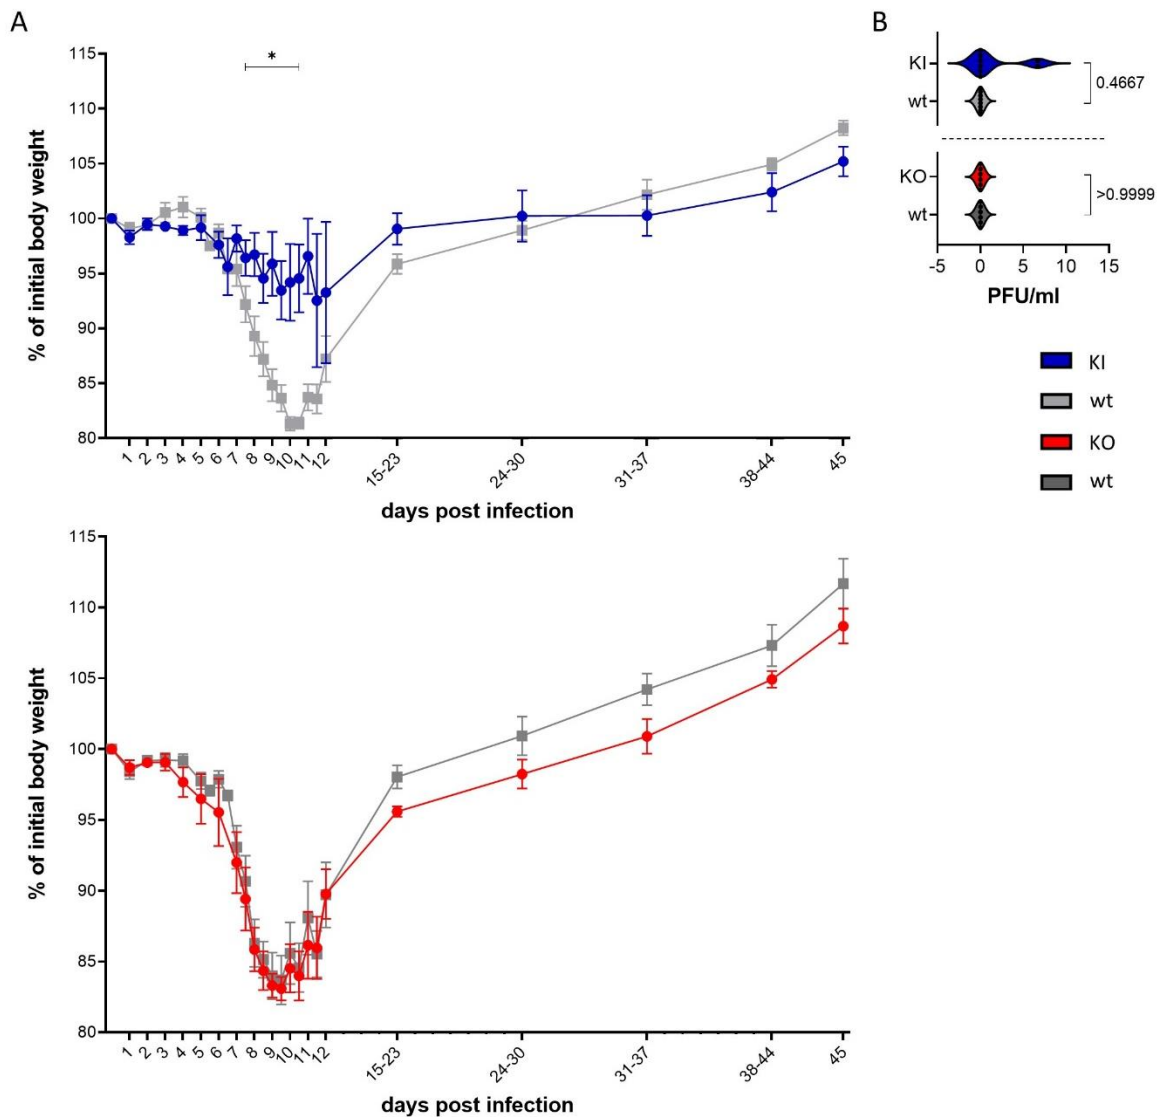 A
115
110
105
100
95
90
85
80
% of initial body weight
*
1 2 3 4 5 6 7 8 9 10 11 12 15-23 24-30 31-37 38-44 45
days post infection
B
KI
wt
0.4667
KO
wt
>0.9999
-5 0 5 10 15
PFU/ml
KI
wt
KO
wt
115
110
105
100
95
90
85
80
% of initial body weight
1 2 3 4 5 6 7 8 9 10 11 12 15-23 24-30 31-37 38-44 45
days post infection